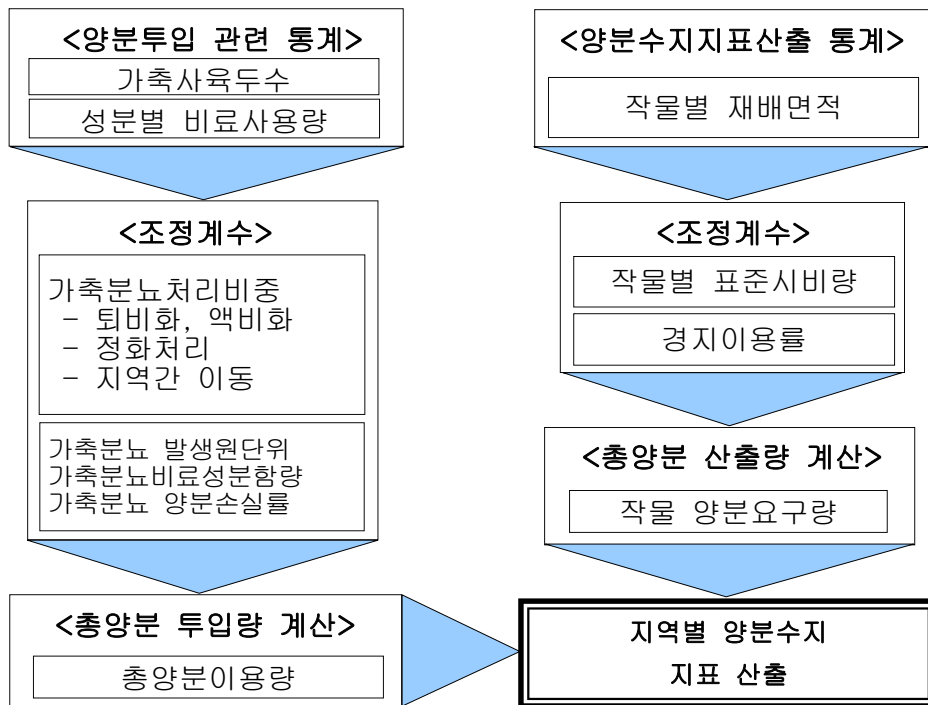 <양분투입 관련 통계>
가축사육두수
성분별 비료사용량
<조정계수>
가축분뇨처리비중
- 퇴비화, 액비화
- 정화처리
- 지역간 이동
가축분뇨 발생원단위
가축분뇨비료성분함량
가축분뇨 양분손실률
<총양분 투입량 계산>
총양분이용량
<양분수지지표산출 통계>
작물별 재배면적
<조정계수>
작물별 표준시비량
경지이용률
<총양분 산출량 계산>
작물 양분요구량
지역별 양분수지
지표 산출